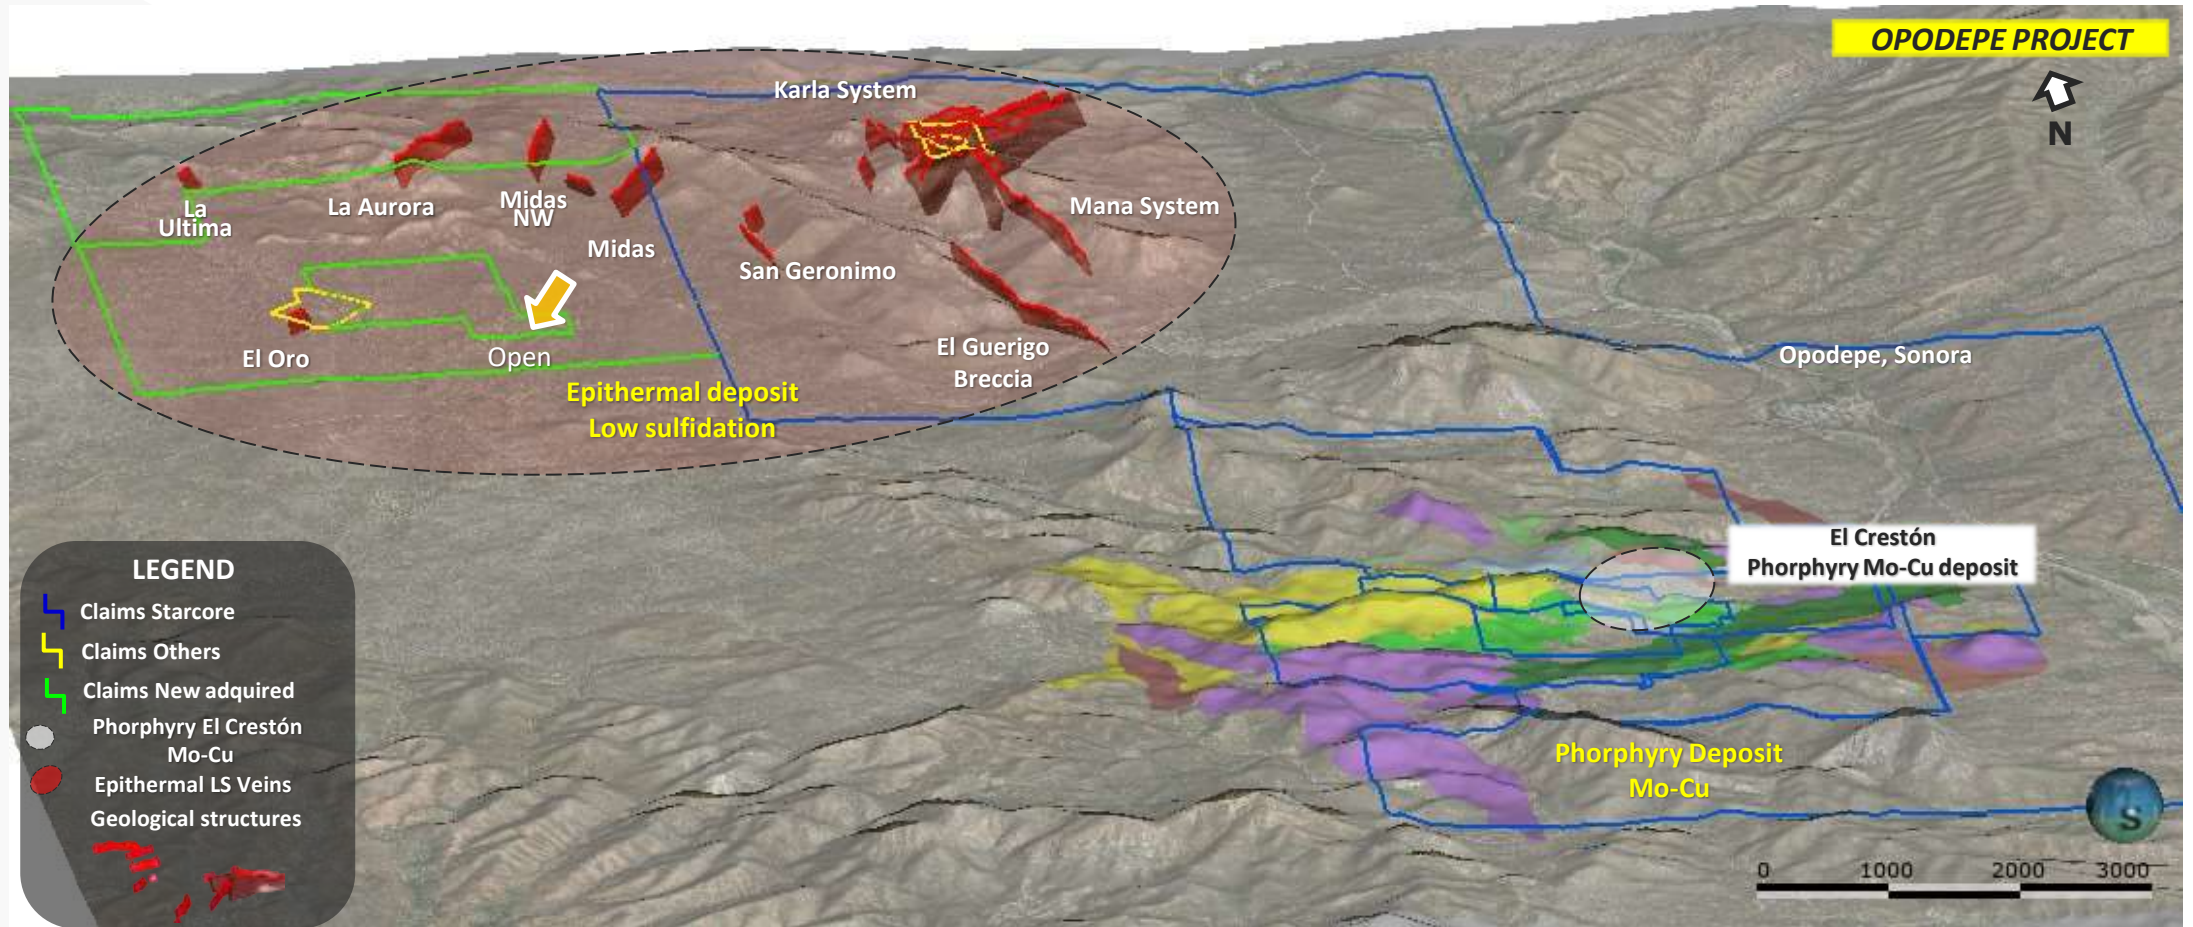 OPODEPE PROJECT
N
Karla System
La
Ultima
La Aurora
Midas
NW
Midas
San Geronimo
Mana System
El Oro
Open
El Guerigo
Breccia
Epithermal deposit
Low sulfidation
Opodepe, Sonora
El Crestón
Phorphyry Mo-Cu deposit
Phorphyry Deposit
Mo-Cu
LEGEND
Claims Starcore
Claims Others
Claims New adquired
Phorphyry El Crestón
Mo-Cu
Epithermal LS Veins
Geological structures
S
0 1000 2000 3000